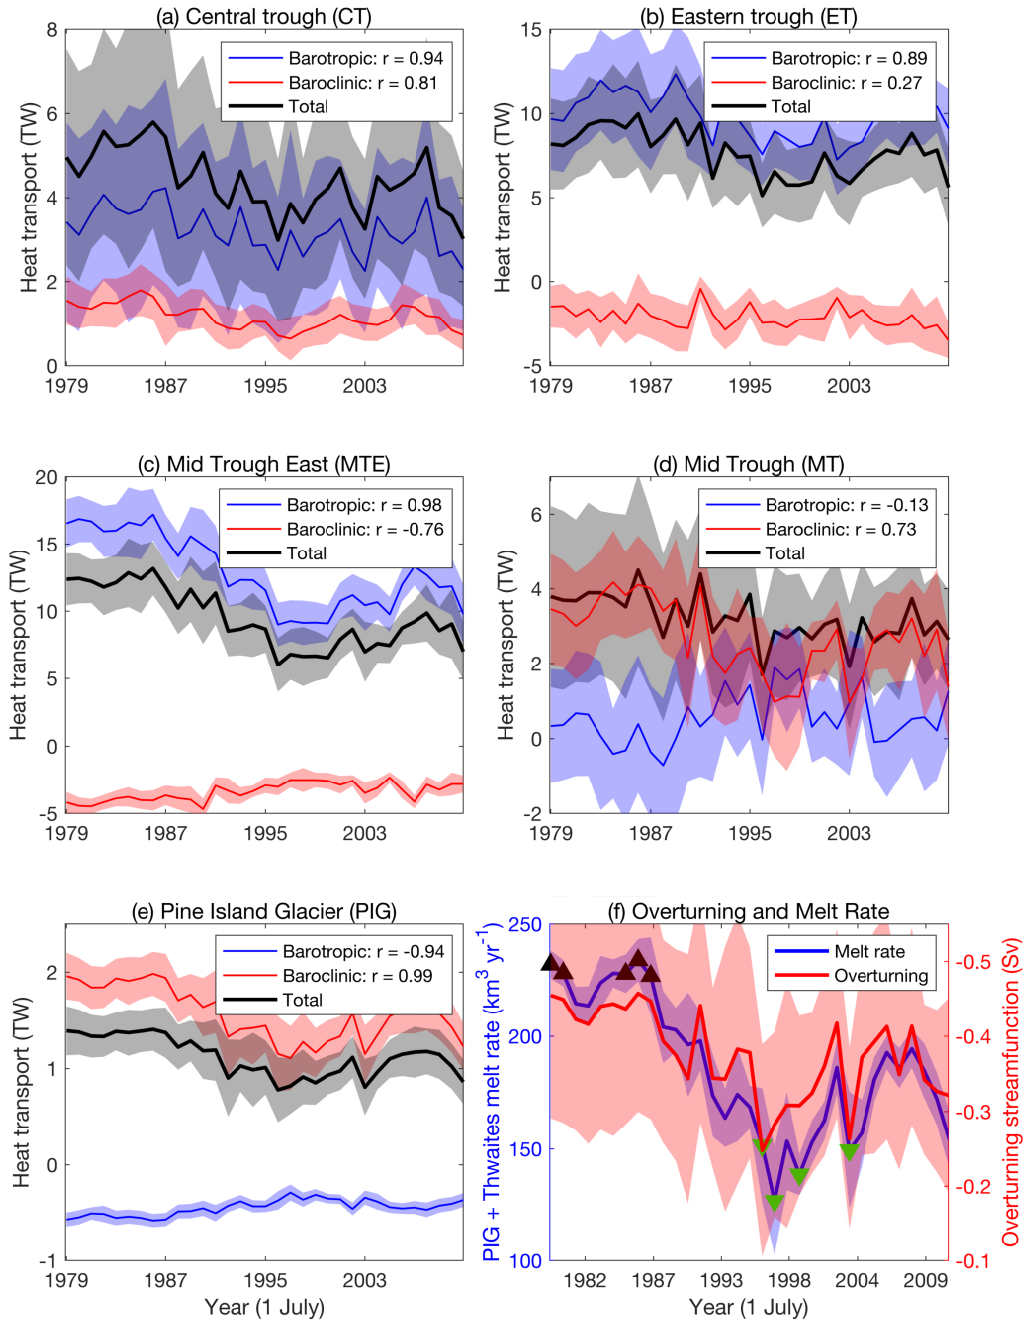 (a) Central trough (CT)
Heat transport (TW)
8
6
4
2
0
1979
1987
1995
2003
Barotropic: r = 0.94
Baroclinic: r = 0.81
Total
(b) Eastern trough (ET)
Heat transport (TW)
15
10
5
0
-5
1979
1987
1995
2003
Barotropic: r = 0.89
Baroclinic: r = 0.27
Total
(c) Mid Trough East (MTE)
Heat transport (TW)
20
15
10
5
0
-5
1979
1987
1995
2003
Barotropic: r = 0.98
Baroclinic: r = -0.76
Total
(d) Mid Trough (MT)
Heat transport (TW)
6
4
2
0
-2
1979
1987
1995
2003
Barotropic: r = -0.13
Baroclinic: r = 0.73
Total
(e) Pine Island Glacier (PIG)
Heat transport (TW)
2
1
0
-1
1979
1987
1995
2003
Year (1 July)
Barotropic: r = -0.94
Baroclinic: r = 0.99
Total
(f) Overturning and Melt Rate
PIG + Thwaites melt rate (km³ yr⁻¹)
250
200
150
100
1982
1987
1993
1998
2004
2009
Year (1 July)
Melt rate
Overturning
-0.5
-0.4
-0.3
-0.2
-0.1
Overturning streamfunction (Sv)